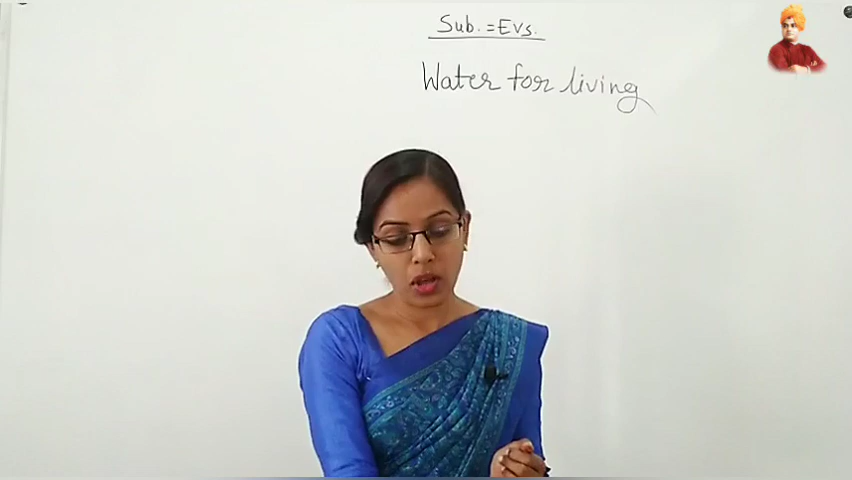 Sub. = Evs.
Water for living